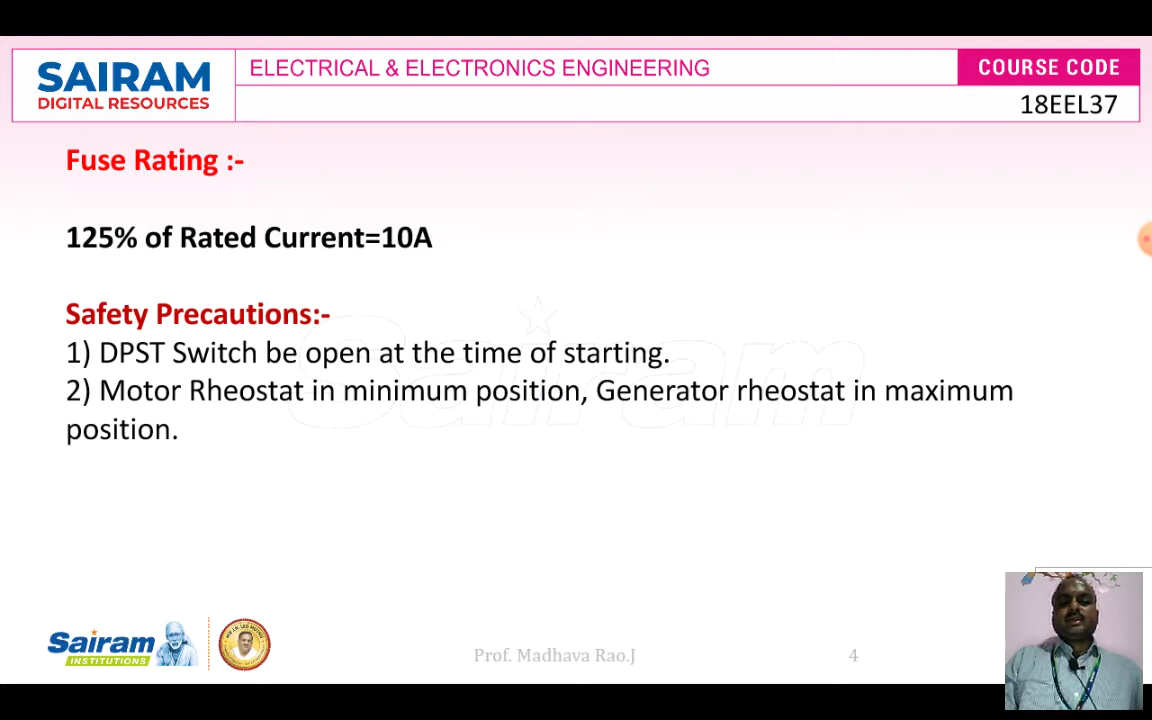 SAIRAM
DIGITAL RESOURCES
ELECTRICAL & ELECTRONICS ENGINEERING
COURSE CODE
18EEL37
Fuse Rating :-
125% of Rated Current=10A
Safety Precautions:-
1) DPST Switch be open at the time of starting.
2) Motor Rheostat in minimum position, Generator rheostat in maximum
position.
Sairam
Sairam
INSTITUTIONS
Prof. Madhava Rao.J
4